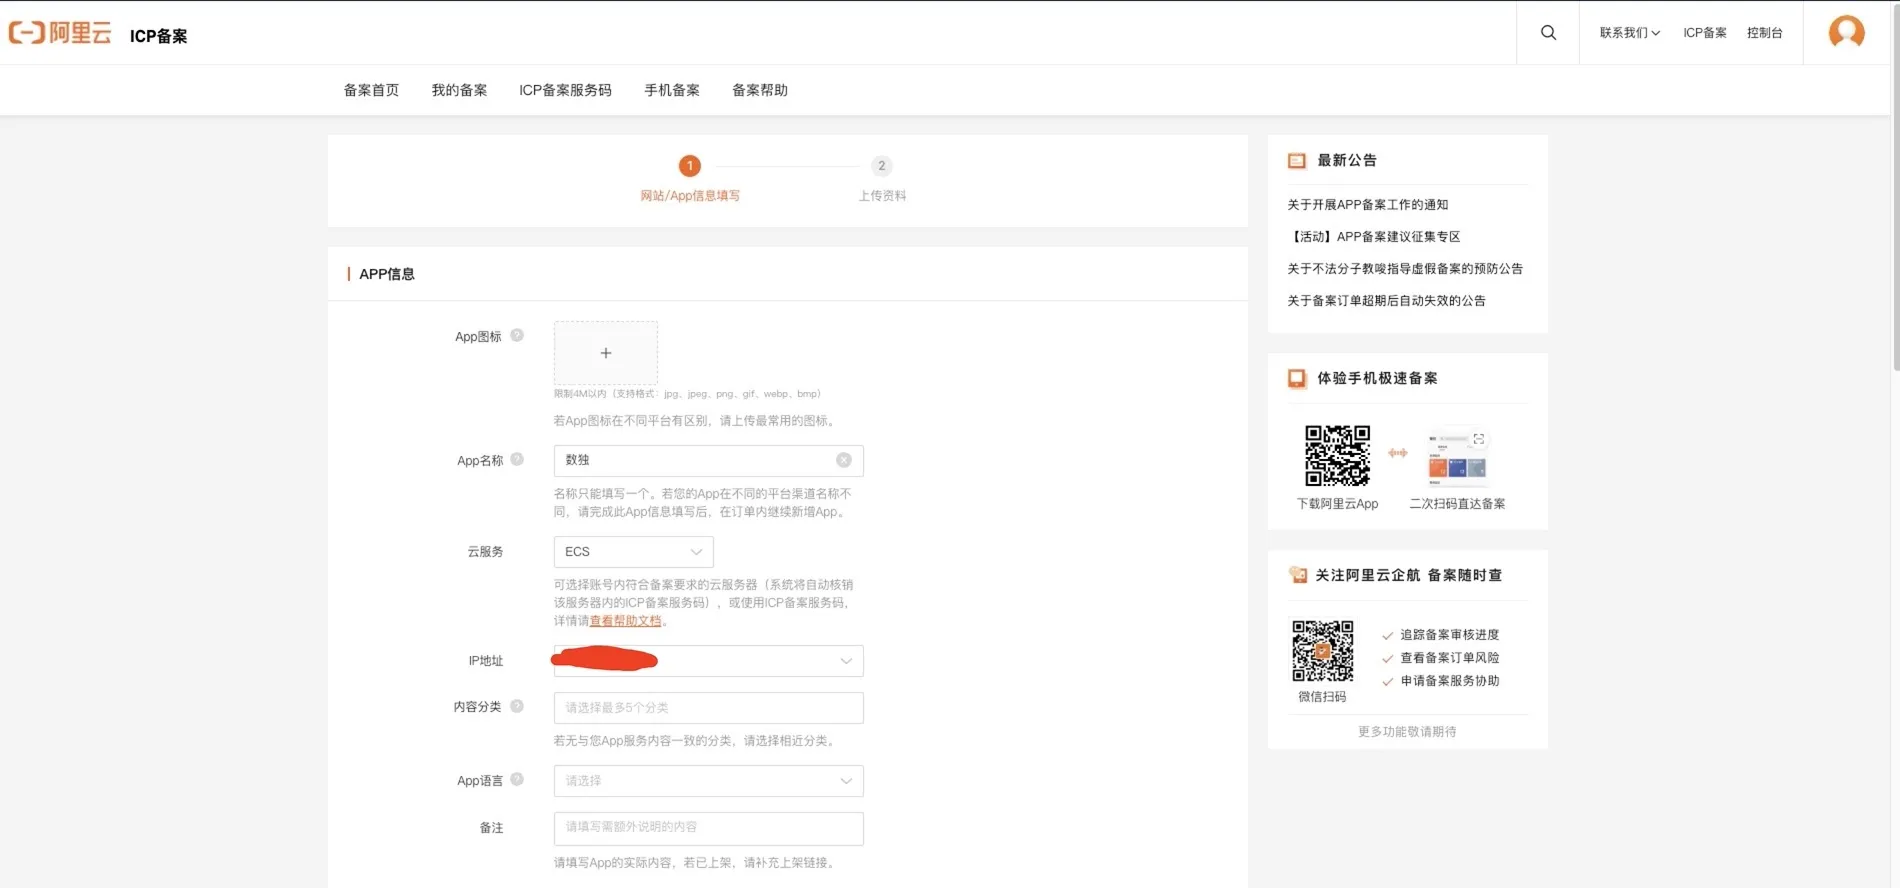 阿里云 ICP备案
联系我们 ICP备案 控制台
备案首页 我的备案 ICP备案服务码 手机备案 备案帮助
1 2
网站/App信息填写 上传资料
APP信息
App图标 ?
+
限制4M以内（支持格式：jpg、jpeg、png、gif、webp、bmp）
若App图标在不同平台有区别，请上传最常用的图标。
App名称 ? 数独
名称只能填写一个。若您的App在不同的平台渠道名称不
同，请完成此App信息填写后，在订单内继续新增App。
云服务 ECS
可选择账号内符合备案要求的云服务器（系统将自动核销
该服务器内的ICP备案服务码），或使用ICP备案服务码，
详情请查看帮助文档。
IP地址
内容分类 ? 请选择最多5个分类
若无与您App服务内容一致的分类，请选择相近分类。
App语言 ? 请选择
备注 请填写需额外说明的内容
请填写App的实际内容，若已上架，请补充上架链接。
最新公告
关于开展APP备案工作的通知
【活动】APP备案建议征集专区
关于不法分子教唆指导虚假备案的预防公告
关于备案订单超期后自动失效的公告
体验手机极速备案
下载阿里云App 二次扫码直达备案
关注阿里云企航 备案随时查
追踪备案审核进度
查看备案订单风险
申请备案服务协助
微信扫码
更多功能敬请期待